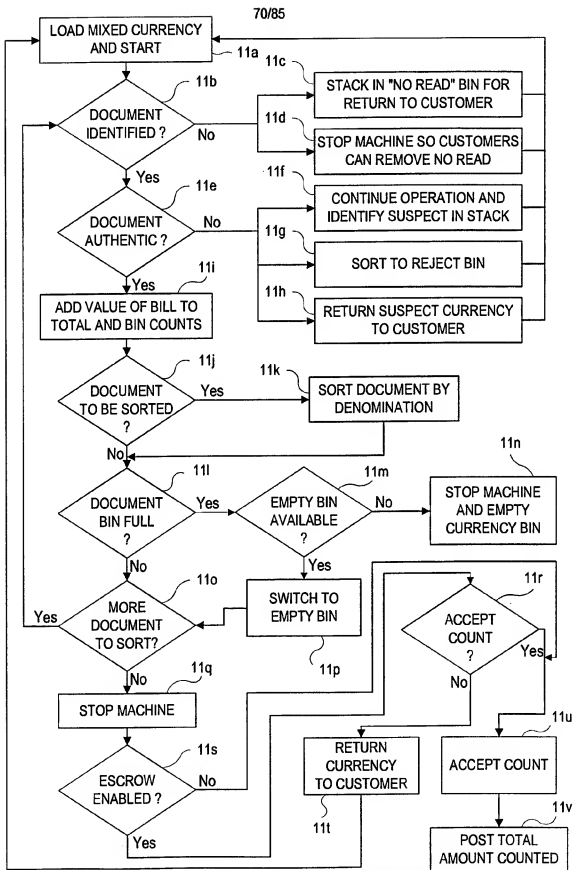 70/85
LOAD MIXED CURRENCY
AND START
11a
11b
DOCUMENT
IDENTIFIED ?
No
Yes
11c
STACK IN "NO READ" BIN FOR
RETURN TO CUSTOMER
11d
STOP MACHINE SO CUSTOMERS
CAN REMOVE NO READ
11e
DOCUMENT
AUTHENTIC ?
No
Yes
11f
CONTINUE OPERATION AND
IDENTIFY SUSPECT IN STACK
11g
SORT TO REJECT BIN
11h
RETURN SUSPECT CURRENCY
TO CUSTOMER
11i
ADD VALUE OF BILL TO
TOTAL AND BIN COUNTS
11j
DOCUMENT
TO BE SORTED
?
Yes
No
11k
SORT DOCUMENT BY
DENOMINATION
11l
DOCUMENT
BIN FULL
?
Yes
No
11m
EMPTY BIN
AVAILABLE
?
No
Yes
11n
STOP MACHINE
AND EMPTY
CURRENCY BIN
11o
MORE
DOCUMENT
TO SORT?
Yes
No
SWITCH TO
EMPTY BIN
11p
11q
STOP MACHINE
11r
ACCEPT
COUNT
?
Yes
No
11s
ESCROW
ENABLED ?
No
Yes
RETURN
CURRENCY
TO CUSTOMER
11t
11u
ACCEPT COUNT
11v
POST TOTAL
AMOUNT COUNTED